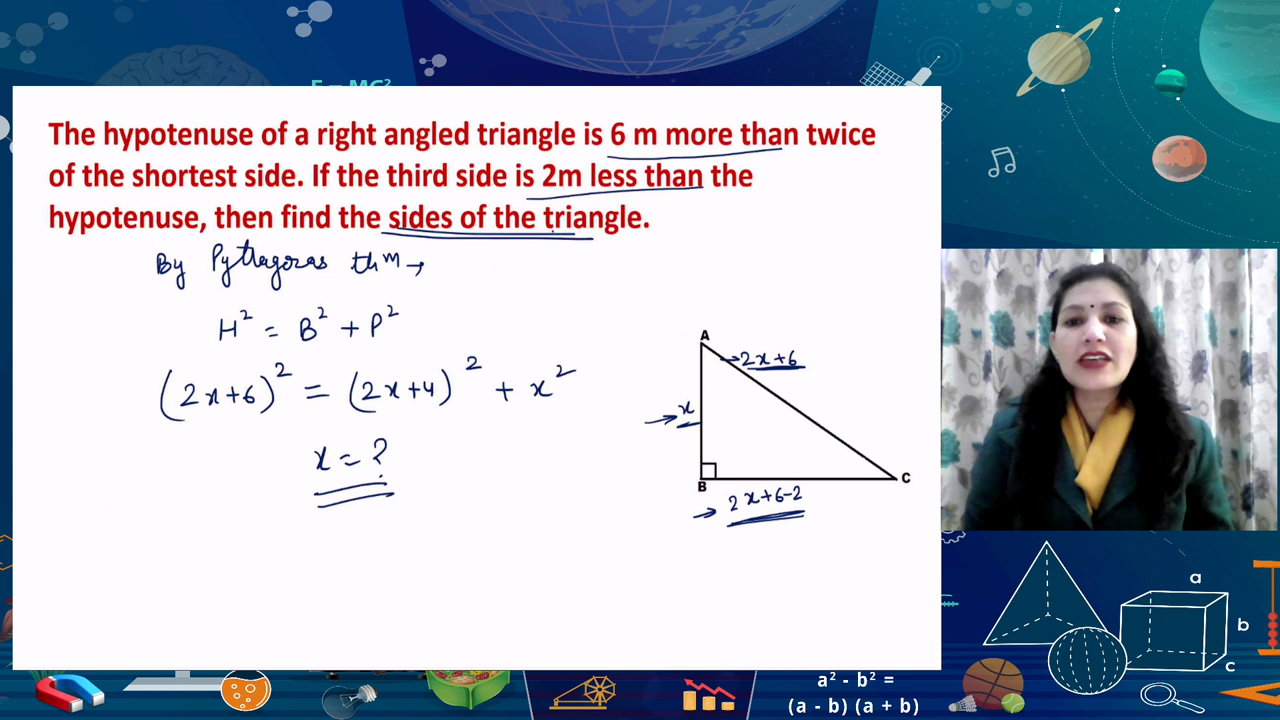 E = MC²
The hypotenuse of a right angled triangle is 6 m more than twice
of the shortest side. If the third side is 2m less than the
hypotenuse, then find the sides of the triangle.
By Pythagoras thm →
H² = B² + P²
(2x+6)² = (2x+4)² + x²
x = ?
A
→2x+6
→ x
B
C
→ 2x+6-2
a
b
c
a² - b² =
(a - b) (a + b)